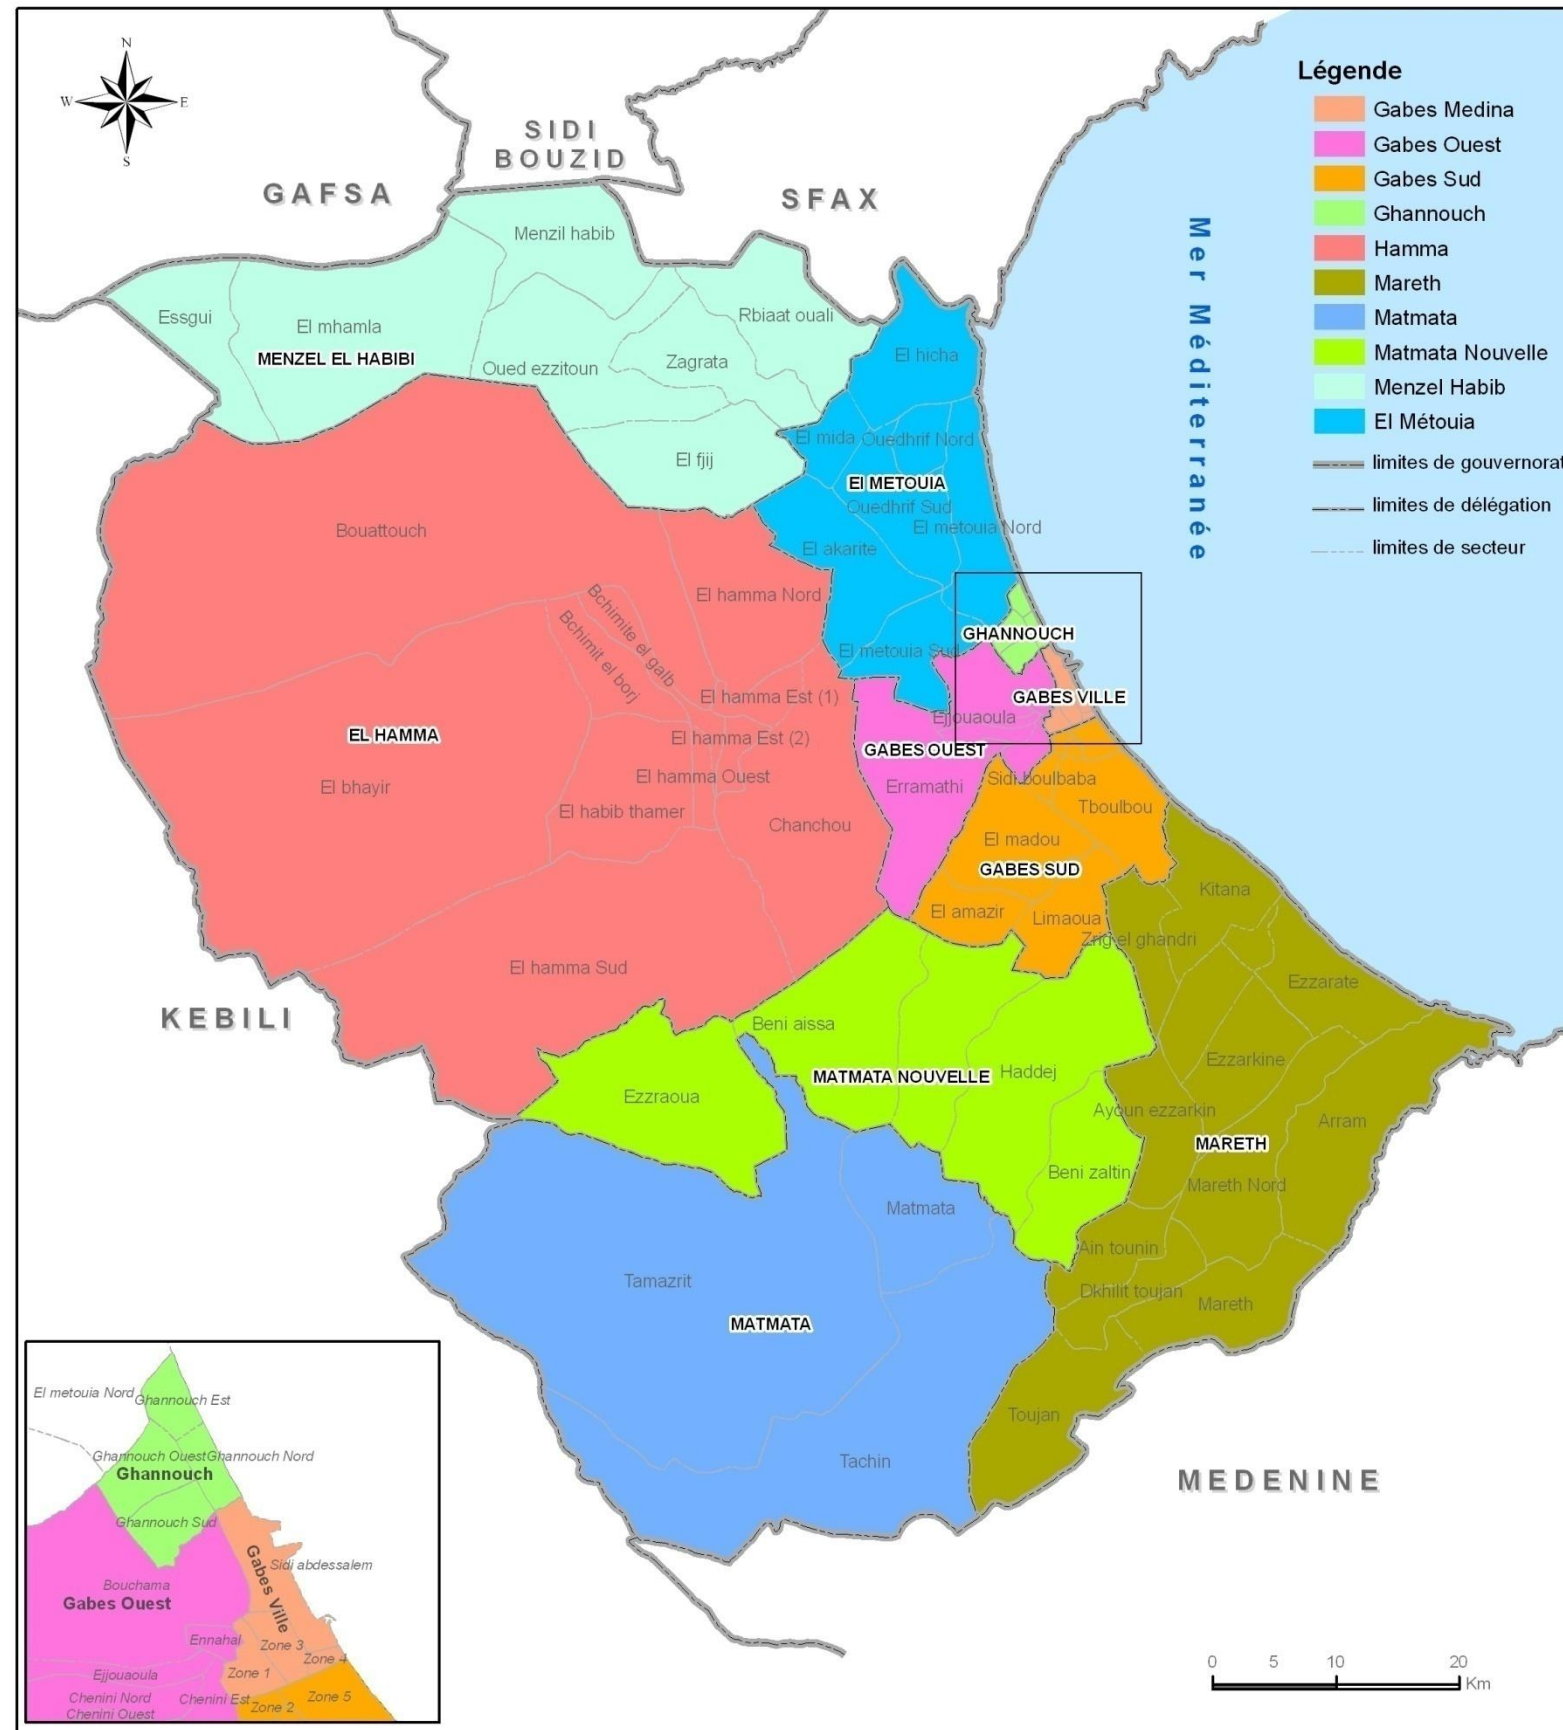 N
W
E
S
SIDI
BOUZID
GAFSA
SFAX
Mer Méditerranée
Légende
Gabes Medina
Gabes Ouest
Gabes Sud
Ghannouch
Hamma
Mareth
Matmata
Matmata Nouvelle
Menzel Habib
El Métouia
limites de gouvernorat
limites de délégation
limites de secteur
Menzil habib
Essgui
El mhamla
MENZEL EL HABIBI
Rbiaat ouali
Oued ezzitoun
Zagrata
El hicha
El mida
Ouedhrif Nord
El fjij
El METOUIA
Ouedhrif Sud
El metouia Nord
Bouattouch
El akarite
El hamma Nord
Bchimite el galb
Bchimit el borj
GHANNOUCH
El metouia Sud
El hamma Est (1)
GABES VILLE
Ejjouaoula
EL HAMMA
El hamma Est (2)
GABES OUEST
El hamma Ouest
Sidi boulbaba
El bhayir
Erramathi
Tboulbou
El habib thamer
Chanchou
El madou
GABES SUD
Kitana
El amazir
Limaoua
Zrig el ghandri
El hamma Sud
Ezzarate
KEBILI
Beni aissa
Ezzarkine
MATMATA NOUVELLE
Haddej
Ezzraoua
Ayoun ezzarkin
Arram
MARETH
Beni zaltin
Mareth Nord
Matmata
Ain tounin
Tamazrit
Dkhilit toujan
Mareth
MATMATA
Toujan
Tachin
MEDENINE
El metouia Nord
Ghannouch Est
Ghannouch Ouest
Ghannouch Nord
Ghannouch
Ghannouch Sud
Gabes Ville
Sidi abdessalem
Bouchama
Gabes Ouest
Ennahal
Zone 3
Zone 4
Ejjouaoula
Zone 1
Chenini Nord
Chenini Est
Zone 2
Zone 5
Chenini Ouest
0 5 10 20
Km